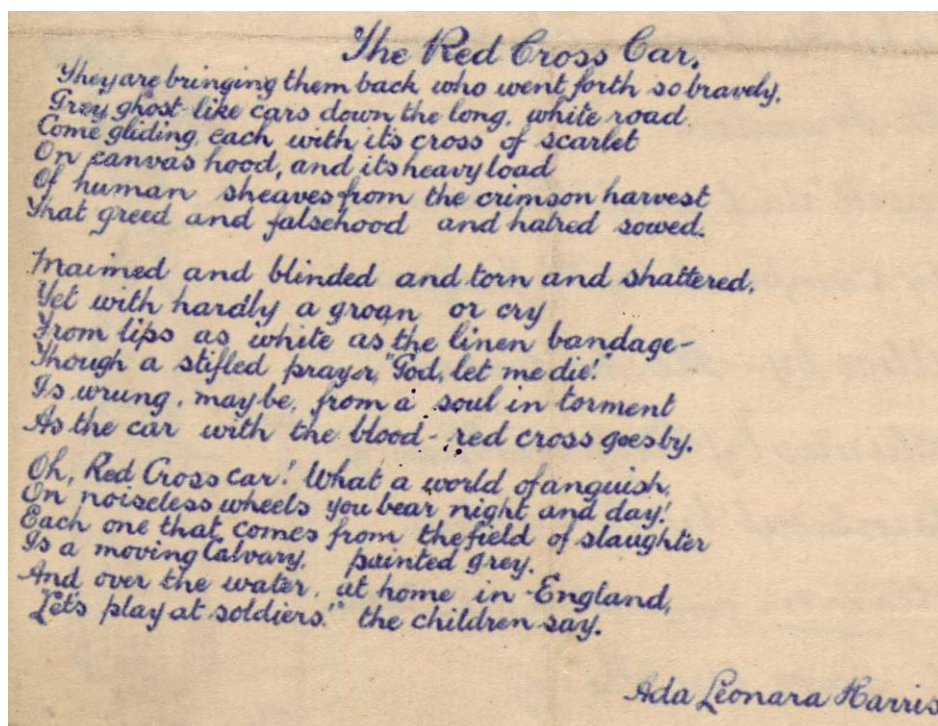 The Red Cross Car.
They are bringing them back who went forth so bravely.
Grey, ghost-like cars down the long, white road
Come gliding, each with its cross of scarlet
On canvas hood, and its heavy load
Of human sheaves from the crimson harvest
That greed and falsehood and hatred sowed.
Maimed and blinded and torn and shattered,
Yet with hardly a groan or cry
From lips as white as the linen bandage-
Though a stifled prayer, "God, let me die!"
Is wrung, maybe, from a soul in torment
As the car with the blood-red cross goes by.
Oh, Red Cross car! What a world of anguish
On noiseless wheels you bear night and day!
Each one that comes from the field of slaughter
Is a moving Calvary, painted grey.
And over the water, at home in England,
"Let's play at soldiers!" the children say.
Ada Leonara Harris